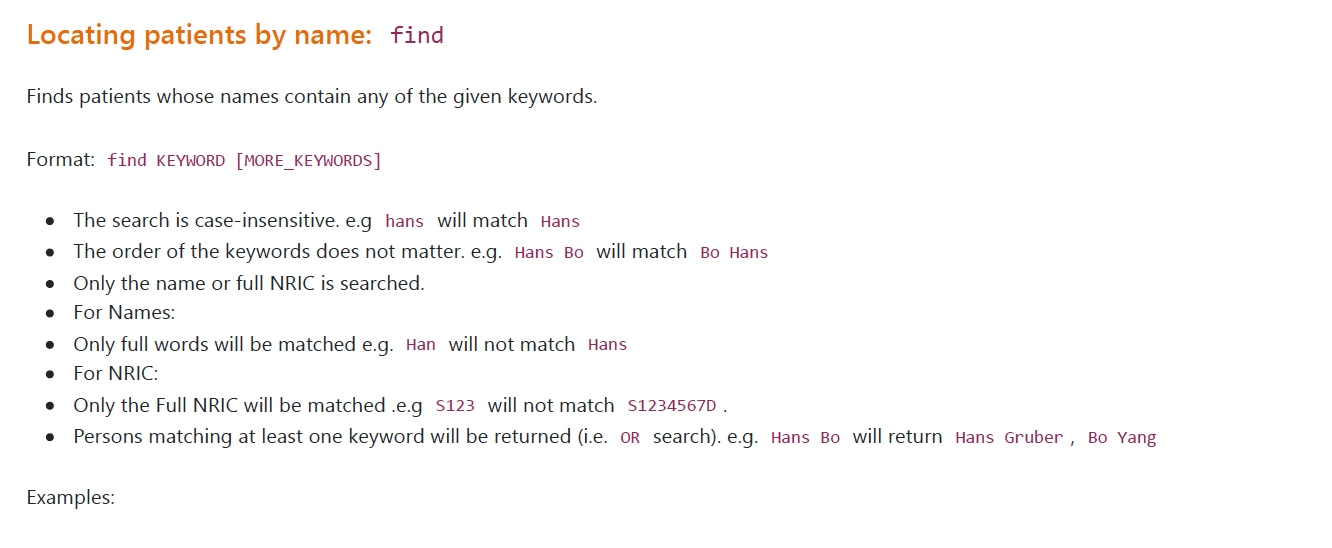 Locating patients by name: find
Finds patients whose names contain any of the given keywords.
Format: find KEYWORD [MORE_KEYWORDS]
• The search is case-insensitive. e.g hans will match Hans
• The order of the keywords does not matter. e.g. Hans Bo will match Bo Hans
• Only the name or full NRIC is searched.
• For Names:
• Only full words will be matched e.g. Han will not match Hans
• For NRIC:
• Only the Full NRIC will be matched .e.g S123 will not match S1234567D .
• Persons matching at least one keyword will be returned (i.e. OR search). e.g. Hans Bo will return Hans Gruber , Bo Yang
Examples: